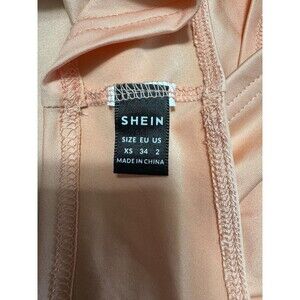 SHEIN
SIZE EU US
XS 34 2
MADE IN CHINA